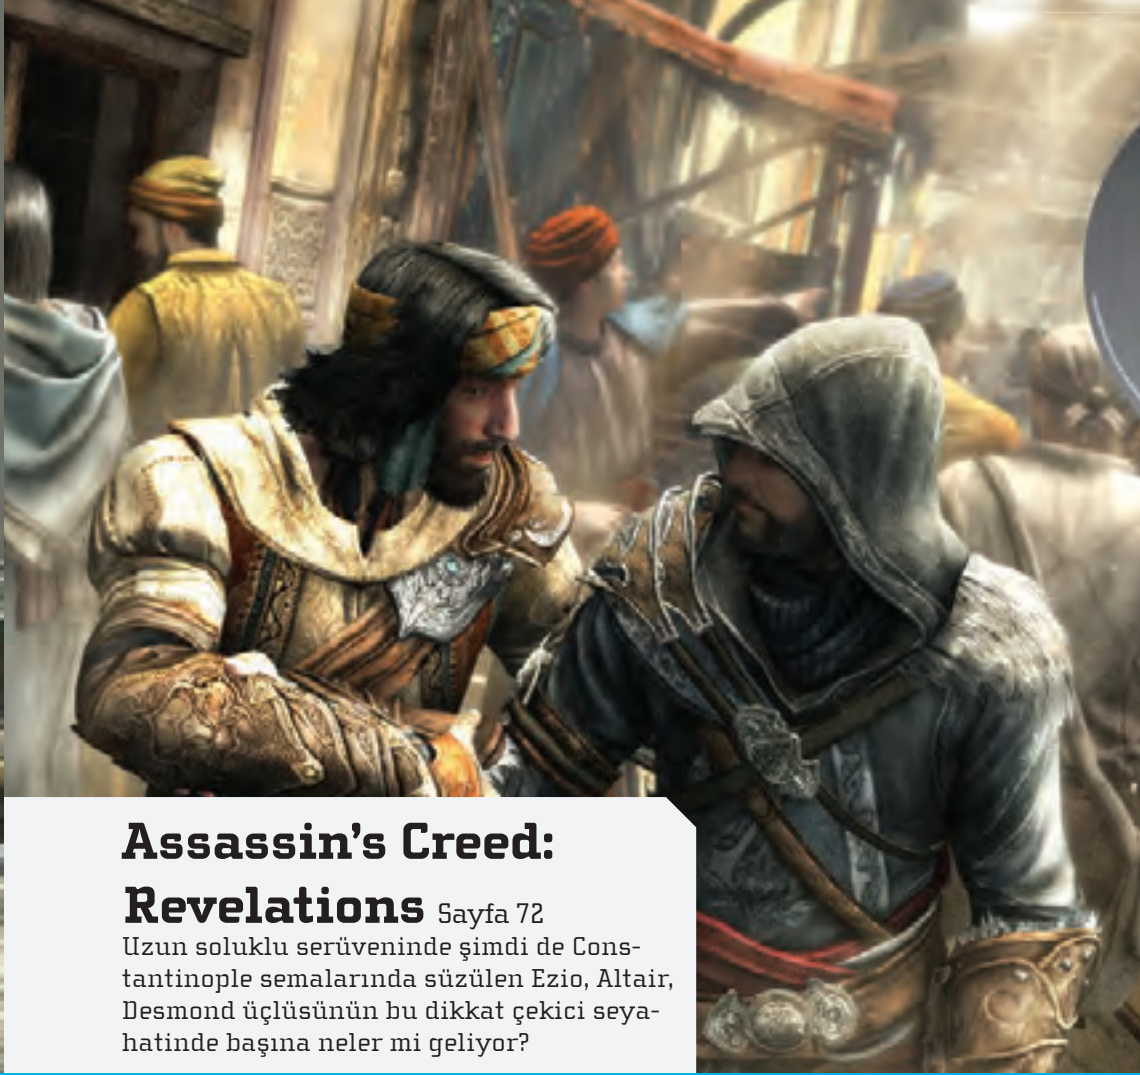 Assassin’s Creed:
Revelations Sayfa 72
Uzun soluklu serüveninde şimdi de Cons-
tantinople semalarında süzülen Ezio, Altair,
Desmond üçlüsünün bu dikkat çekici seya-
hatinde başına neler mi geliyor?